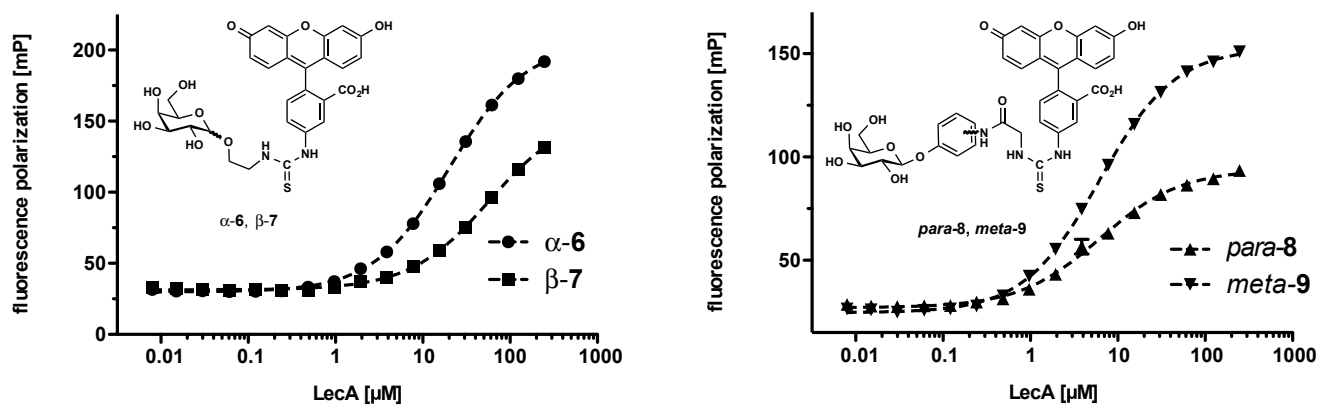 fluorescence polarization [mP]
200
150
100
50
0
0.01
0.1
1
10
100
1000
LecA [µM]
O
O
OH
CO₂H
OH
OH
HO
O
HO
OH
O
H
N
C
S
NH
α-6, β-7
α-6
β-7
fluorescence polarization [mP]
150
100
50
0.01
0.1
1
10
100
1000
LecA [µM]
O
O
OH
CO₂H
O
N
H
HO
HO
O
HO
OH
O
NH
C
S
NH
para-8, meta-9
para-8
meta-9